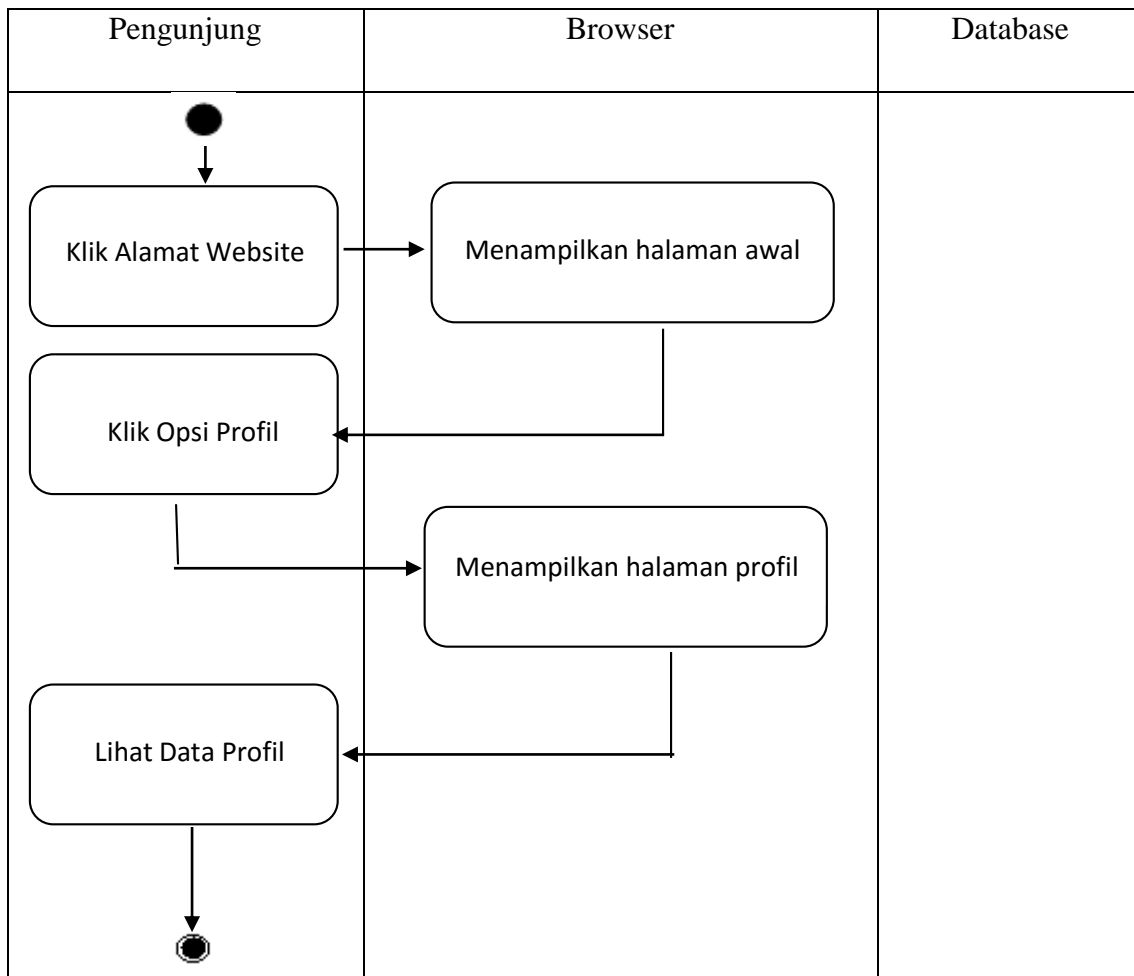 Pengunjung
Browser
Database
Klik Alamat Website
Menampilkan halaman awal
Klik Opsi Profil
Menampilkan halaman profil
Lihat Data Profil